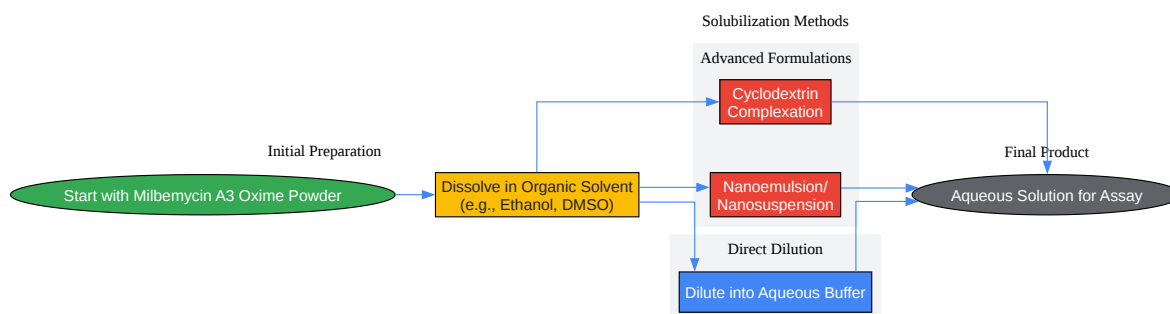 Solubilization Methods
Advanced Formulations
Cyclodextrin
Complexation
Initial Preparation
Final Product
Start with Milbemycin A3 Oxime Powder
Dissolve in Organic Solvent
(e.g., Ethanol, DMSO)
Nanoemulsion/
Nanosuspension
Aqueous Solution for Assay
Direct Dilution
Dilute into Aqueous Buffer